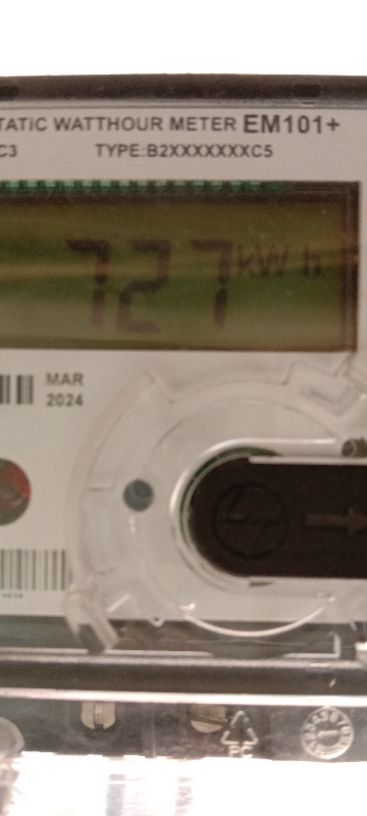 TATIC WATTHOUR METER EM101+
C3 TYPE:B2XXXXXXXC5
727 kWh
MAR
2024